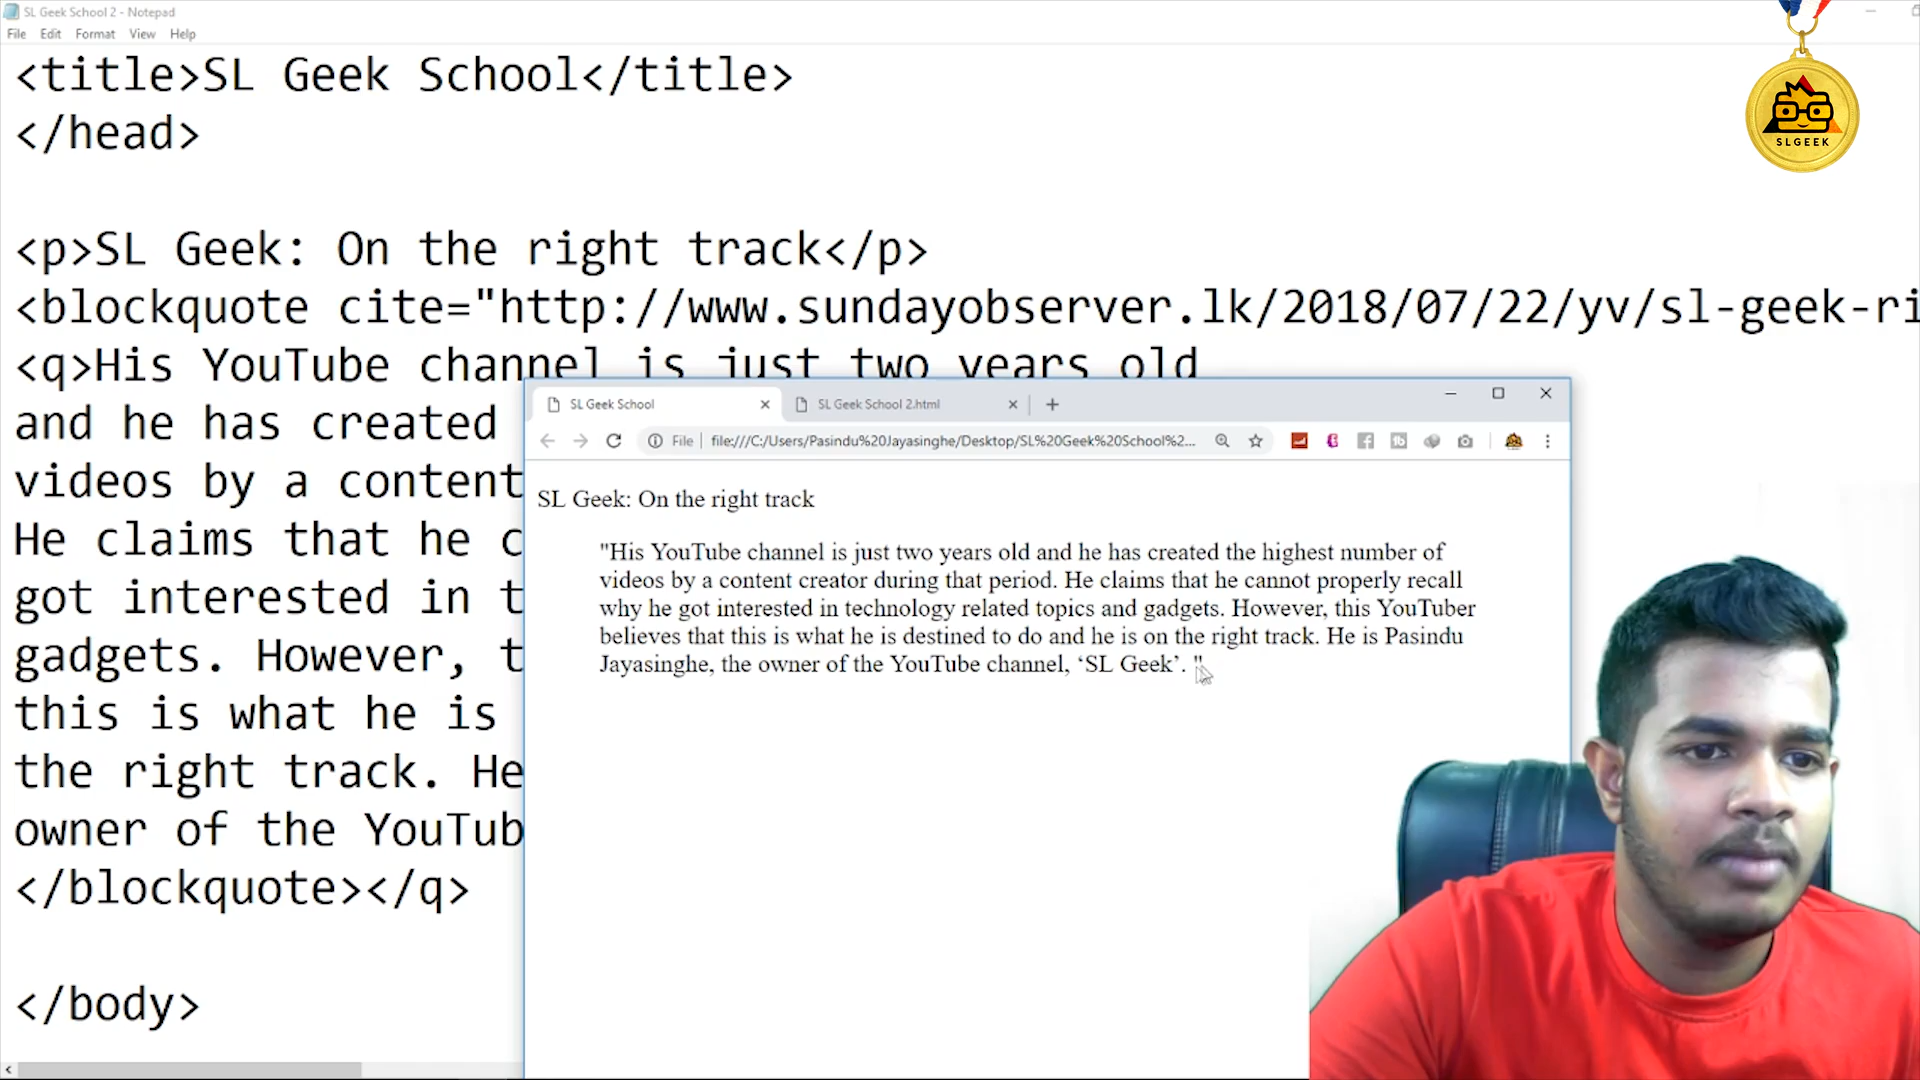 SL Geek School 2 - Notepad
File Edit Format View Help
SLGEEK
<title>SL Geek School</title>
</head>
<p>SL Geek: On the right track</p>
<blockquote cite="http://www.sundayobserver.lk/2018/07/22/yv/sl-geek-ri
<q>His YouTube channel is just two years old
and he has created
videos by a content
He claims that he c
got interested in t
gadgets. However, t
this is what he is
the right track. He
owner of the YouTub
</blockquote></q>
</body>
SL Geek School
SL Geek School 2.html
File file:///C:/Users/Pasindu%20Jayasinghe/Desktop/SL%20Geek%20School%2...
SL Geek: On the right track
"His YouTube channel is just two years old and he has created the highest number of
videos by a content creator during that period. He claims that he cannot properly recall
why he got interested in technology related topics and gadgets. However, this YouTuber
believes that this is what he is destined to do and he is on the right track. He is Pasindu
Jayasinghe, the owner of the YouTube channel, ‘SL Geek’. "